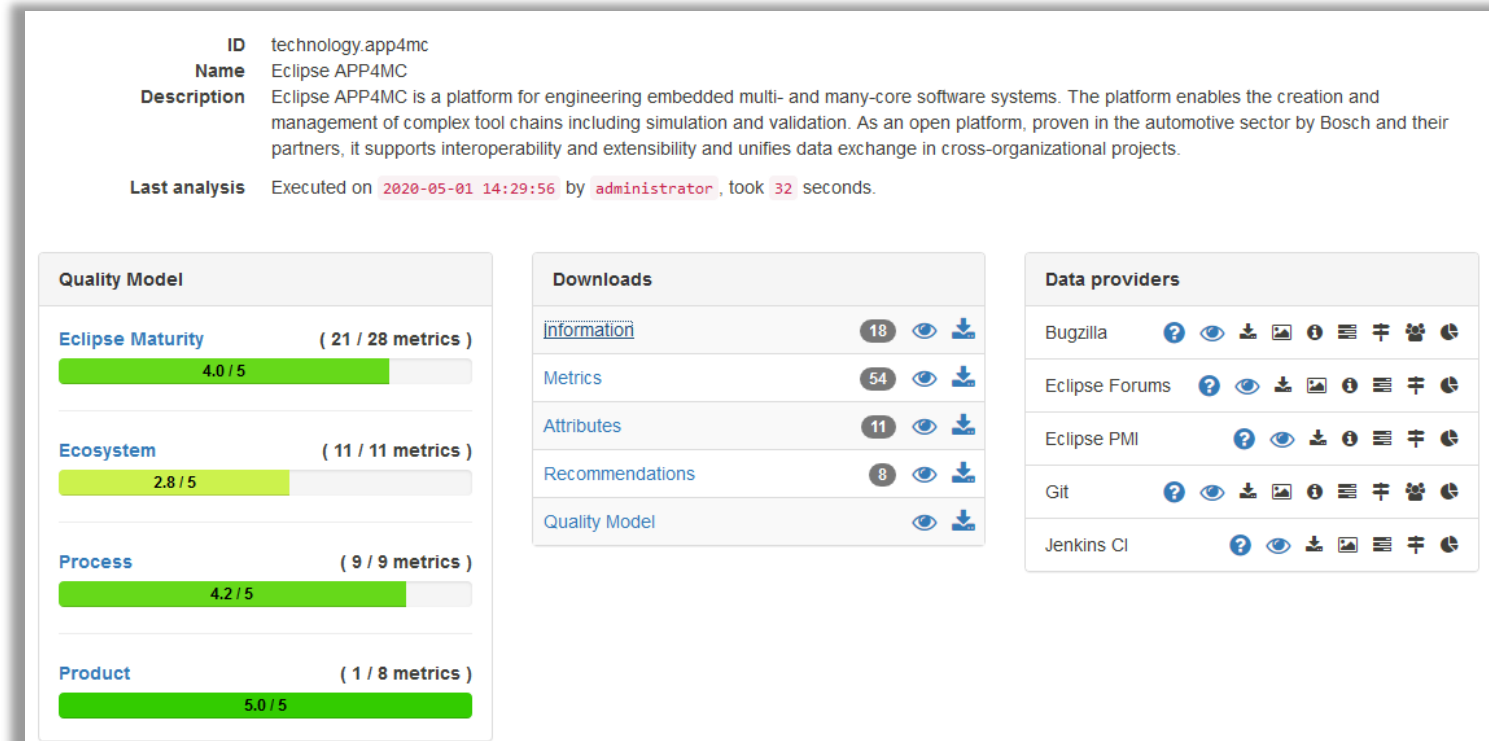 ID technology.app4mc
Name Eclipse APP4MC
Description Eclipse APP4MC is a platform for engineering embedded multi- and many-core software systems. The platform enables the creation and
management of complex tool chains including simulation and validation. As an open platform, proven in the automotive sector by Bosch and their
partners, it supports interoperability and extensibility and unifies data exchange in cross-organizational projects.
Last analysis Executed on 2020-05-01 14:29:56 by administrator, took 32 seconds.
Quality Model
Eclipse Maturity ( 21 / 28 metrics )
4.0 / 5
Ecosystem ( 11 / 11 metrics )
2.8 / 5
Process ( 9 / 9 metrics )
4.2 / 5
Product ( 1 / 8 metrics )
5.0 / 5
Downloads
Information 18
Metrics 54
Attributes 11
Recommendations 8
Quality Model
Data providers
Bugzilla
Eclipse Forums
Eclipse PMI
Git
Jenkins CI